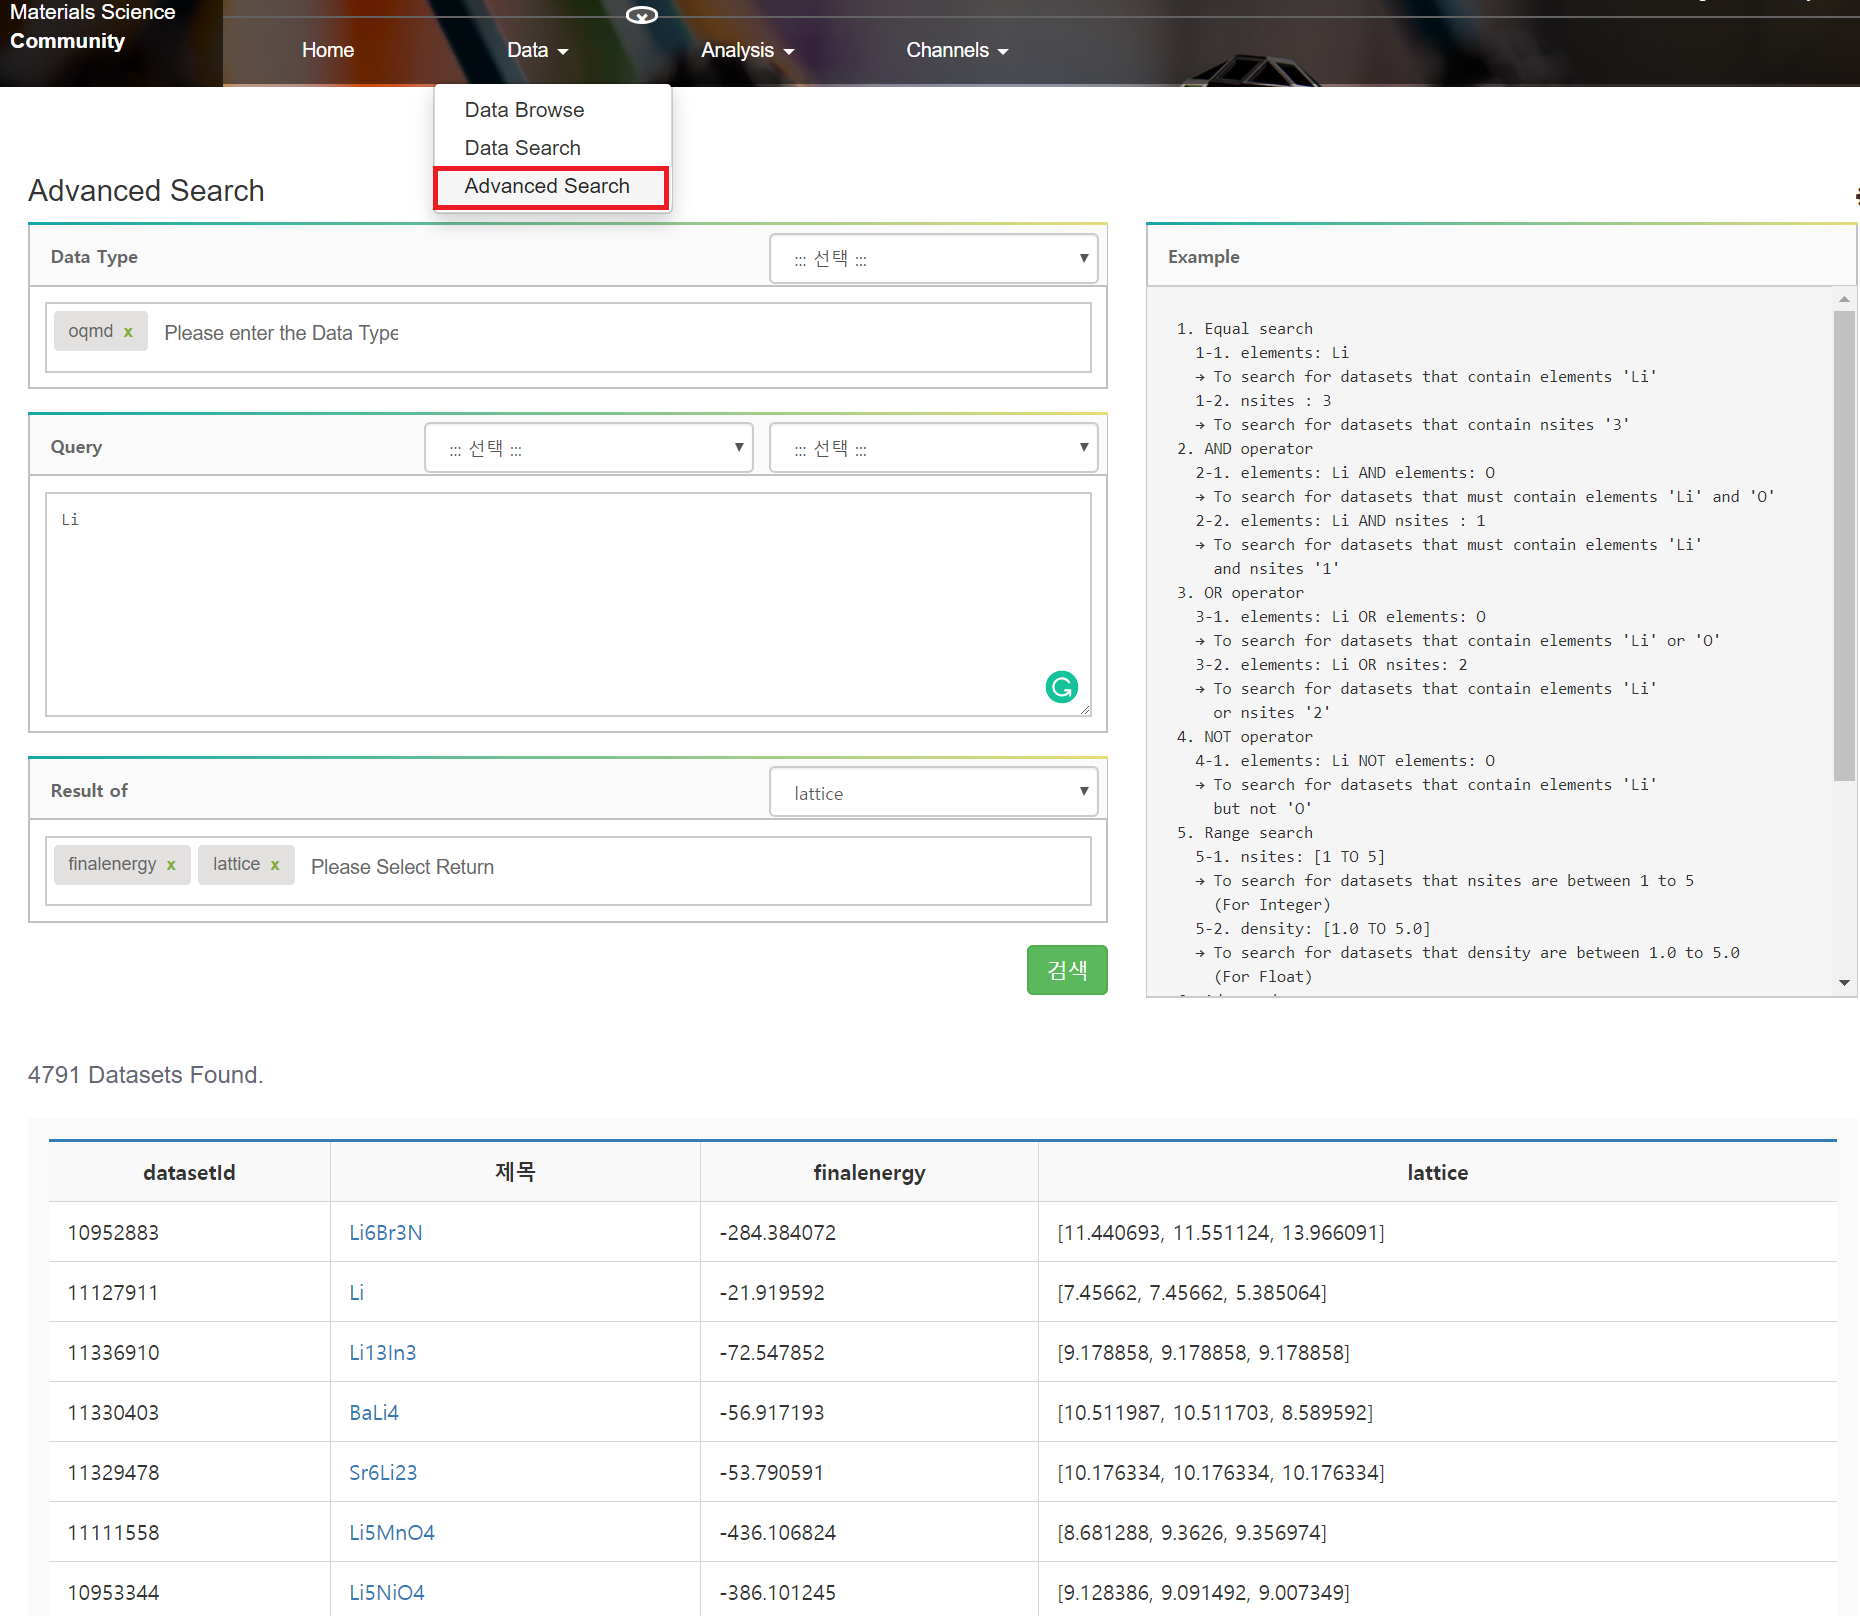 Materials Science
Community
Home
Data
Analysis
Channels
Data Browse
Data Search
Advanced Search
Advanced Search
Data Type
::: 선택 :::
oqmd x
Please enter the Data Type
Query
::: 선택 :::
::: 선택 :::
Li
Result of
lattice
finalenergy x
lattice x
Please Select Return
검색
Example
1. Equal search
1-1. elements: Li
→ To search for datasets that contain elements 'Li'
1-2. nsites : 3
→ To search for datasets that contain nsites '3'
2. AND operator
2-1. elements: Li AND elements: O
→ To search for datasets that must contain elements 'Li' and 'O'
2-2. elements: Li AND nsites : 1
→ To search for datasets that must contain elements 'Li'
and nsites '1'
3. OR operator
3-1. elements: Li OR elements: O
→ To search for datasets that contain elements 'Li' or 'O'
3-2. elements: Li OR nsites: 2
→ To search for datasets that contain elements 'Li'
or nsites '2'
4. NOT operator
4-1. elements: Li NOT elements: O
→ To search for datasets that contain elements 'Li'
but not 'O'
5. Range search
5-1. nsites: [1 TO 5]
→ To search for datasets that nsites are between 1 to 5
(For Integer)
5-2. density: [1.0 TO 5.0]
→ To search for datasets that density are between 1.0 to 5.0
(For Float)
4791 Datasets Found.
datasetId 제목 finalenergy lattice
10952883 Li6Br3N -284.384072 [11.440693, 11.551124, 13.966091]
11127911 Li -21.919592 [7.45662, 7.45662, 5.385064]
11336910 Li13In3 -72.547852 [9.178858, 9.178858, 9.178858]
11330403 BaLi4 -56.917193 [10.511987, 10.511703, 8.589592]
11329478 Sr6Li23 -53.790591 [10.176334, 10.176334, 10.176334]
11111558 Li5MnO4 -436.106824 [8.681288, 9.3626, 9.356974]
10953344 Li5NiO4 -386.101245 [9.128386, 9.091492, 9.007349]